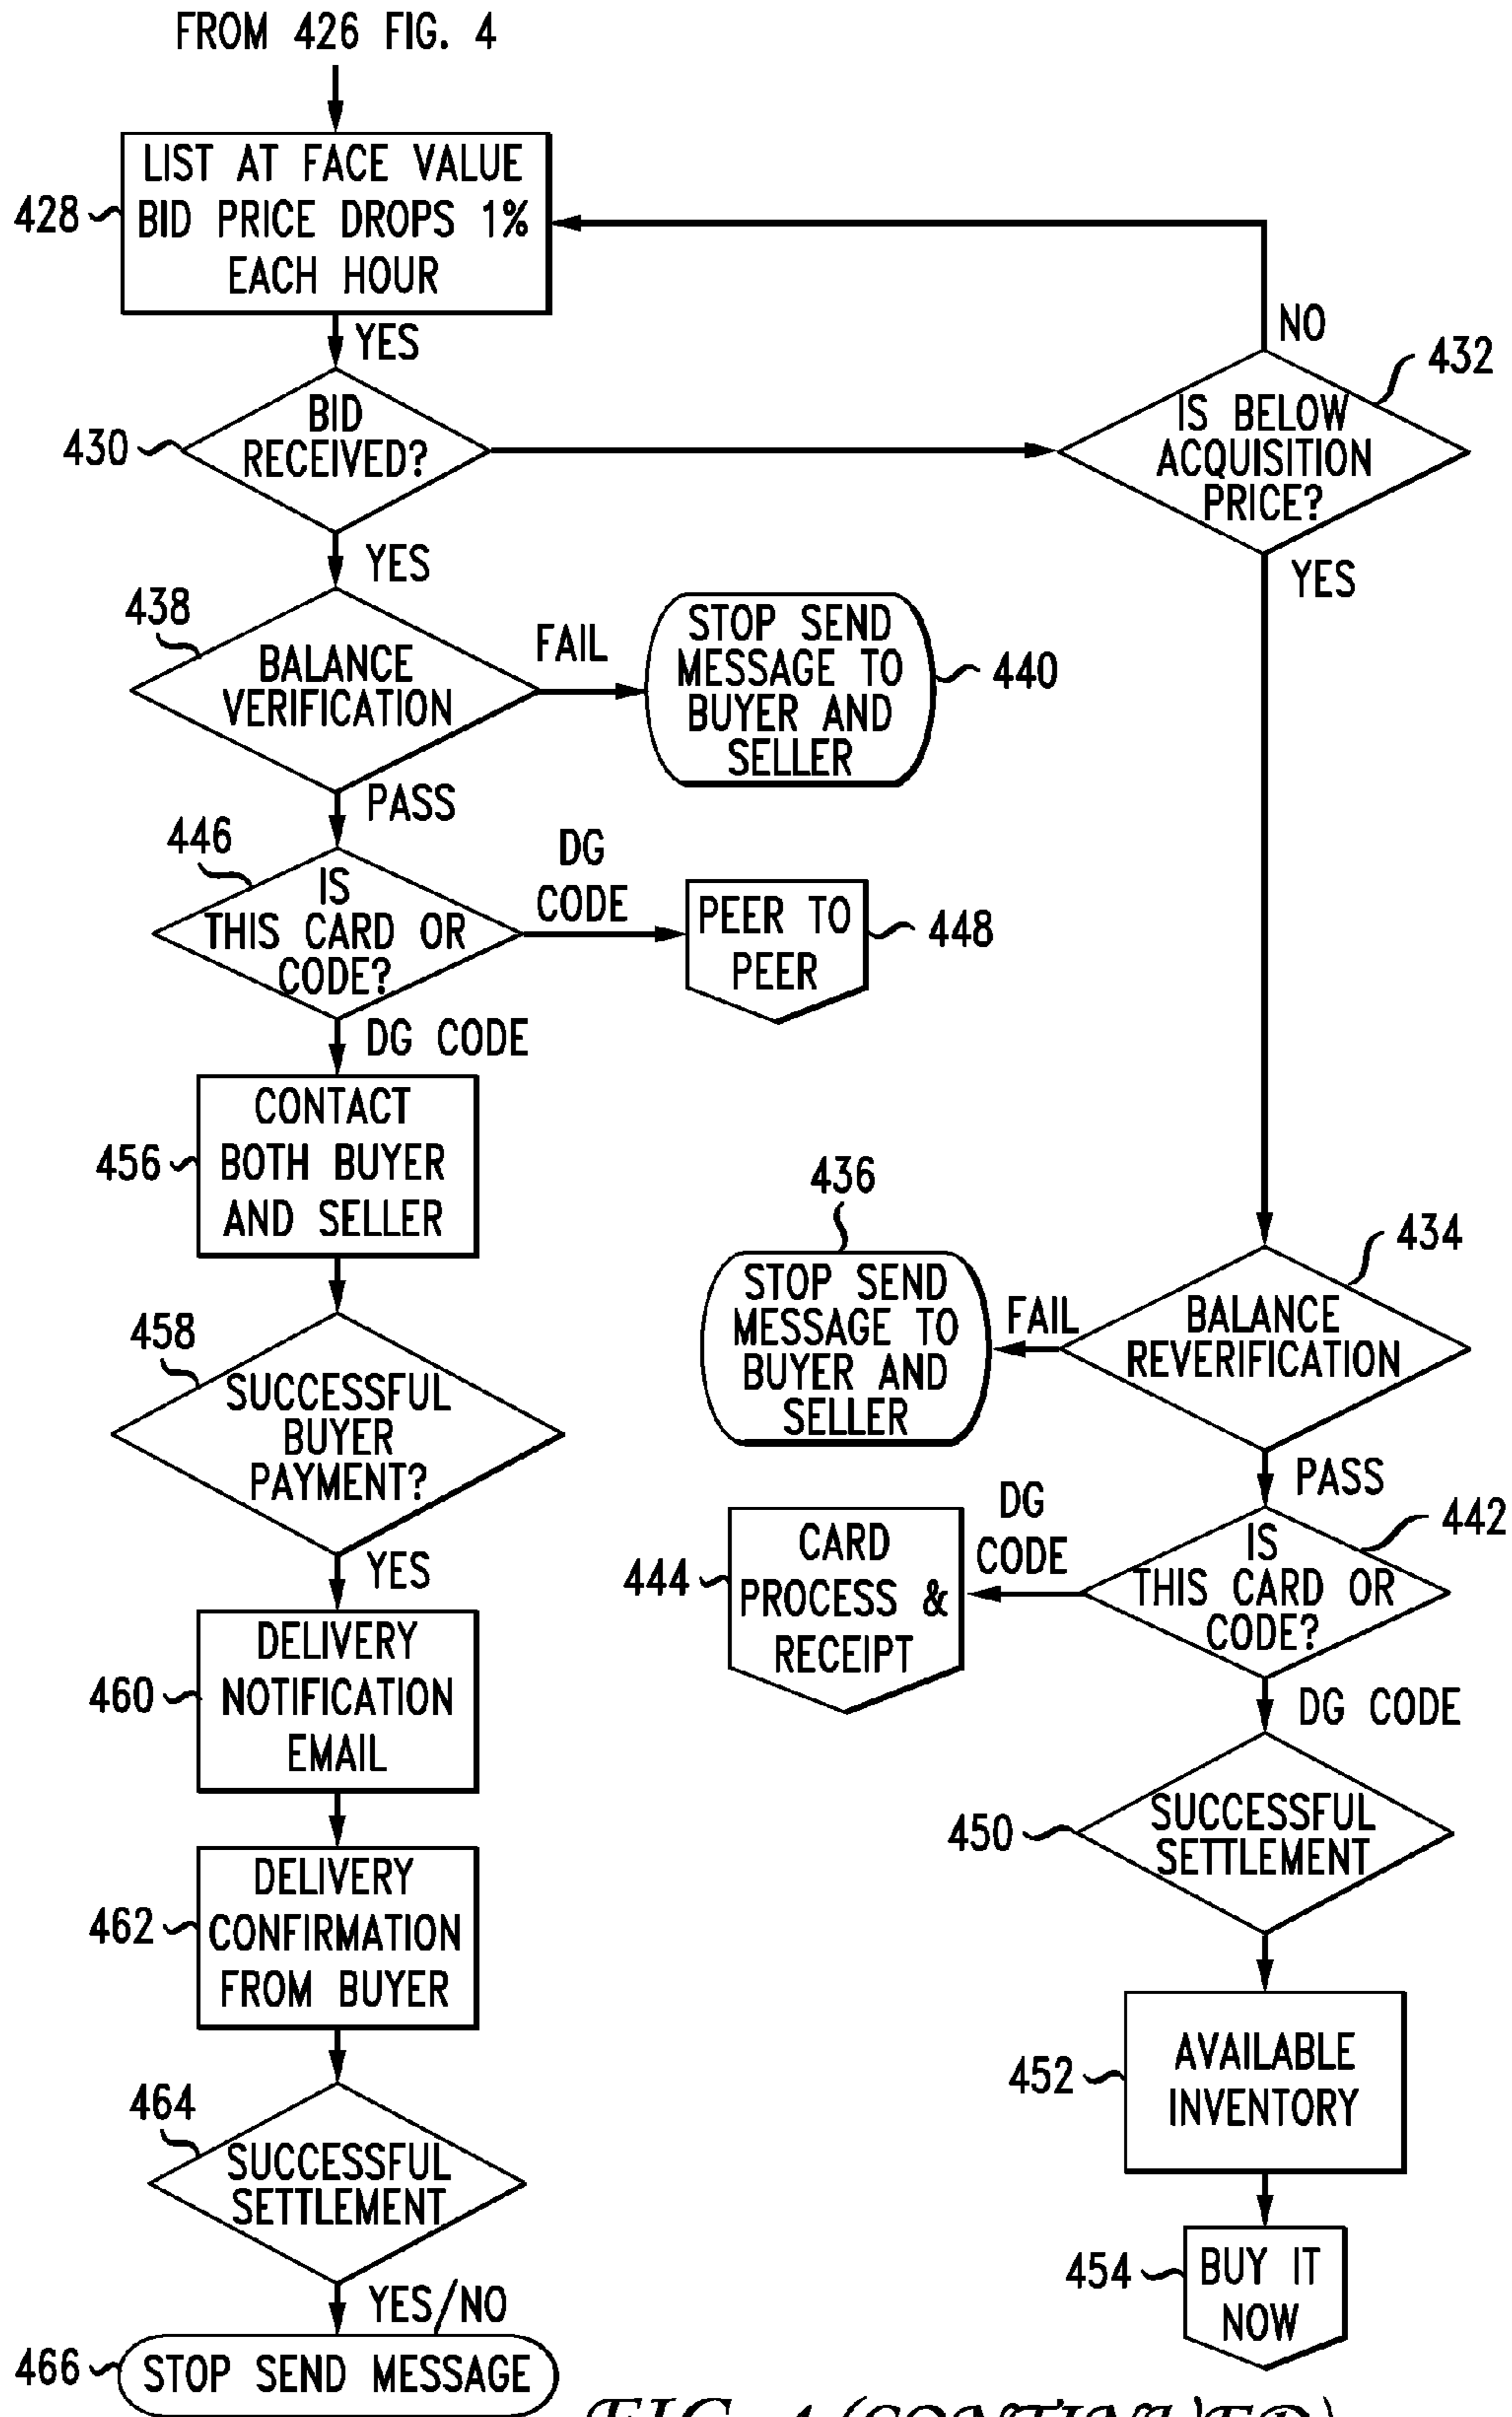 FROM 426 FIG. 4
LIST AT FACE VALUE
BID PRICE DROPS 1%
EACH HOUR
428
YES
NO
432
BID
RECEIVED?
430
IS BELOW
ACQUISITION
PRICE?
YES
YES
438
BALANCE
VERIFICATION
FAIL
STOP SEND
MESSAGE TO
BUYER AND
SELLER
440
PASS
446
IS
THIS CARD OR
CODE?
DG
CODE
PEER TO
PEER
448
DG CODE
CONTACT
BOTH BUYER
AND SELLER
456
436
STOP SEND
MESSAGE TO
BUYER AND
SELLER
FAIL
434
BALANCE
REVERIFICATION
458
SUCCESSFUL
BUYER
PAYMENT?
PASS
442
IS
THIS CARD OR
CODE?
DG
CODE
444
CARD
PROCESS &
RECEIPT
YES
DELIVERY
NOTIFICATION
EMAIL
460
DG CODE
450
SUCCESSFUL
SETTLEMENT
DELIVERY
CONFIRMATION
FROM BUYER
462
452
AVAILABLE
INVENTORY
464
SUCCESSFUL
SETTLEMENT
YES/NO
454
BUY IT
NOW
466
STOP SEND MESSAGE
FIG. 4 (CONTINUED)